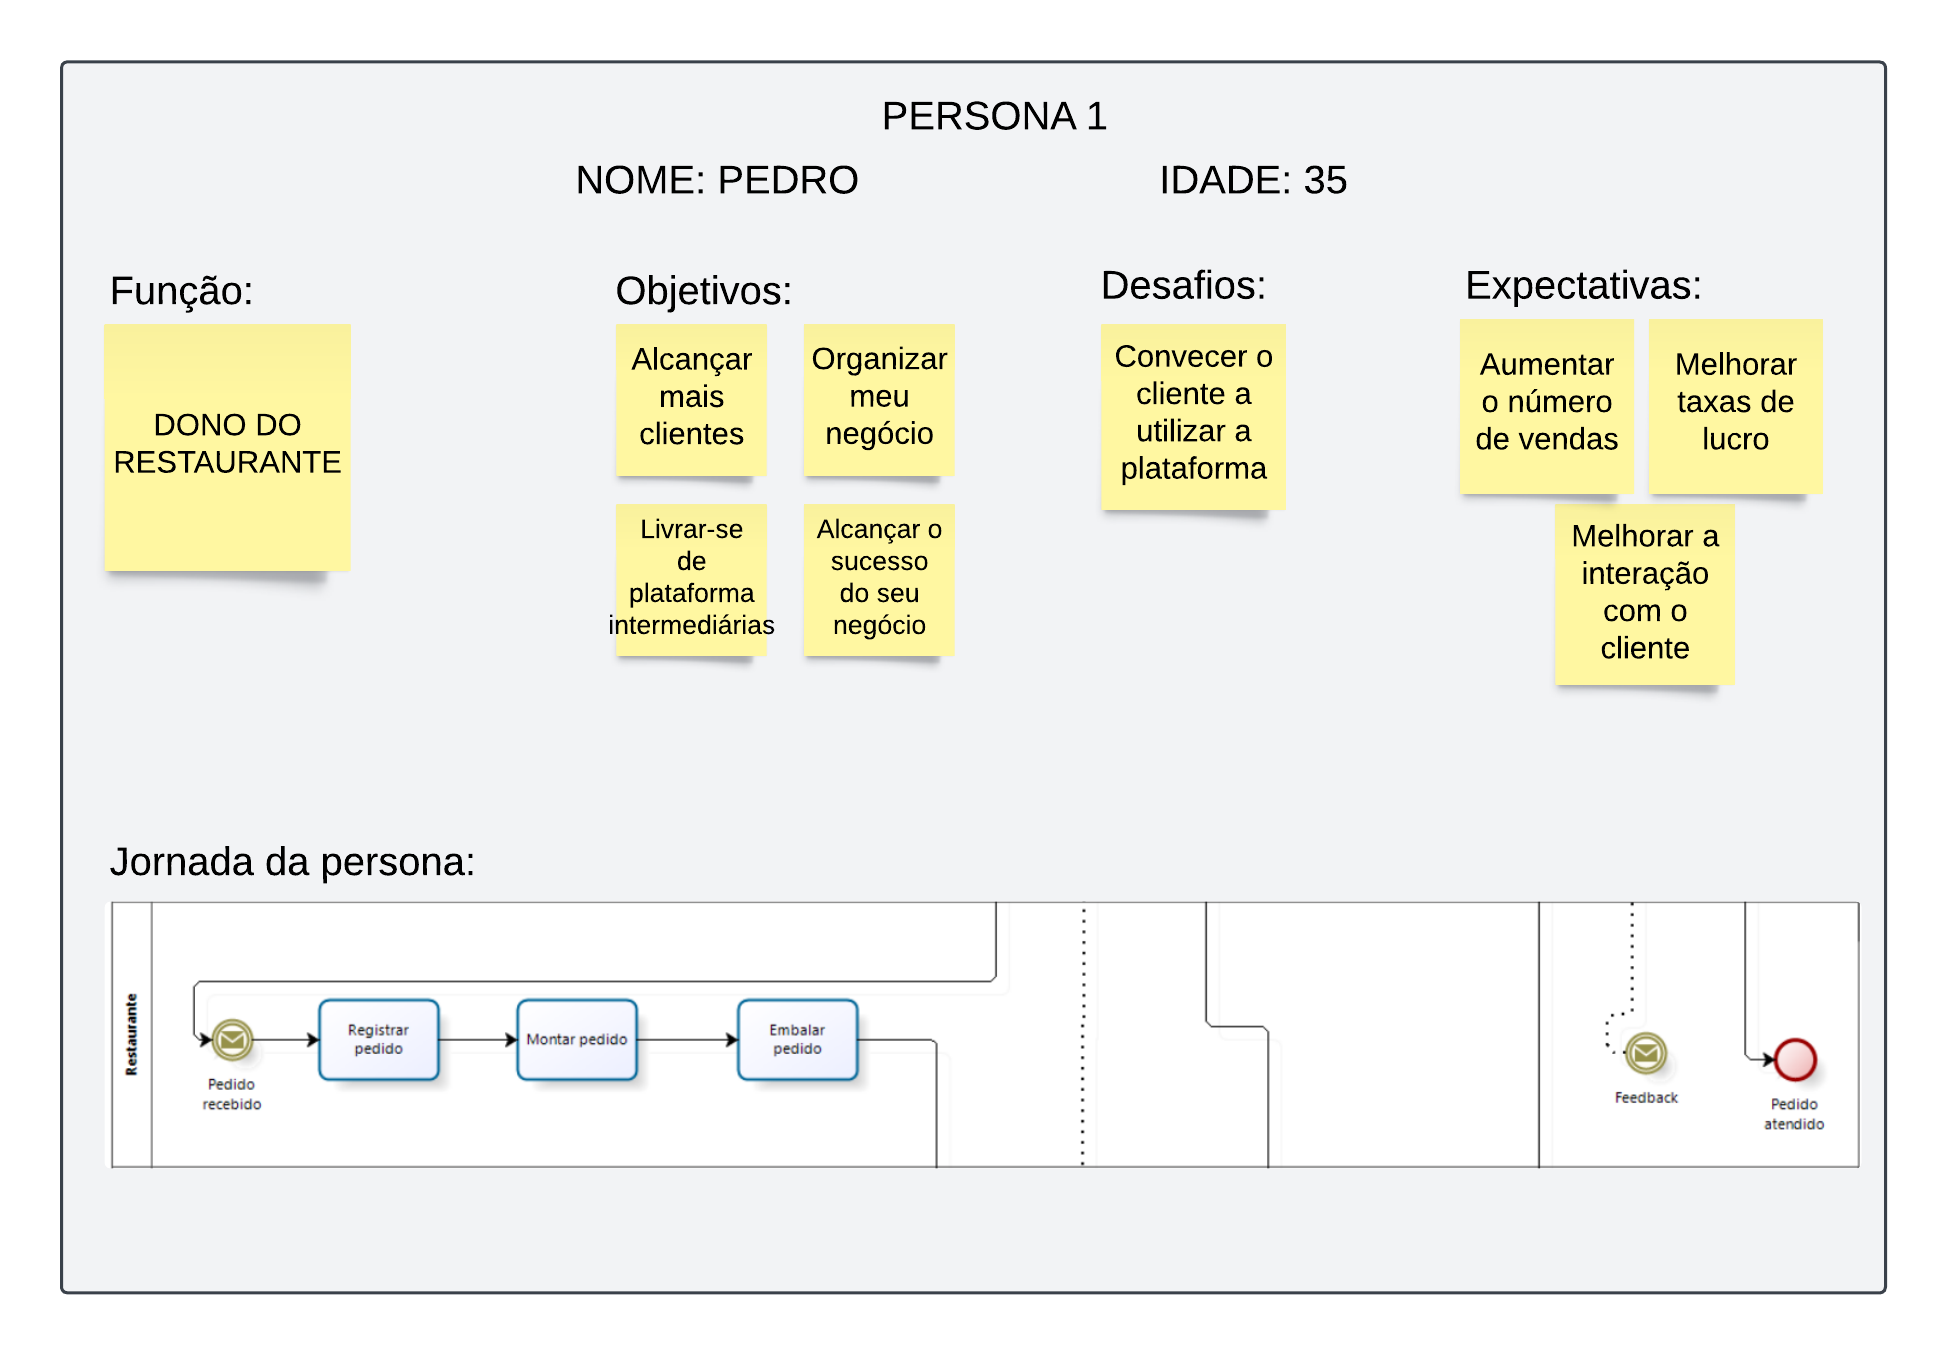 PERSONA 1
NOME: PEDRO
IDADE: 35
Função:
DONO DO
RESTAURANTE
Objetivos:
Alcançar
mais
clientes
Organizar
meu
negócio
Livrar-se
de
plataforma
intermediárias
Alcançar o
sucesso
do seu
negócio
Desafios:
Convecer o
cliente a
utilizar a
plataforma
Expectativas:
Aumentar
o número
de vendas
Melhorar
taxas de
lucro
Melhorar a
interação
com o
cliente
Jornada da persona:
Restaurante
Pedido
recebido
Registrar
pedido
Montar pedido
Embalar
pedido
Feedback
Pedido
atendido